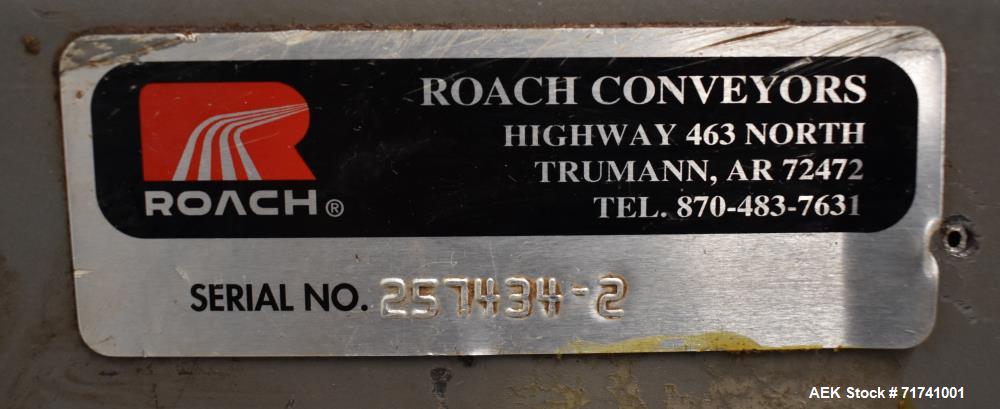 ROACH CONVEYORS
HIGHWAY 463 NORTH
TRUMANN, AR 72472
TEL. 870-483-7631
ROACH ®
SERIAL NO. 257434-2
AEK Stock # 71741001